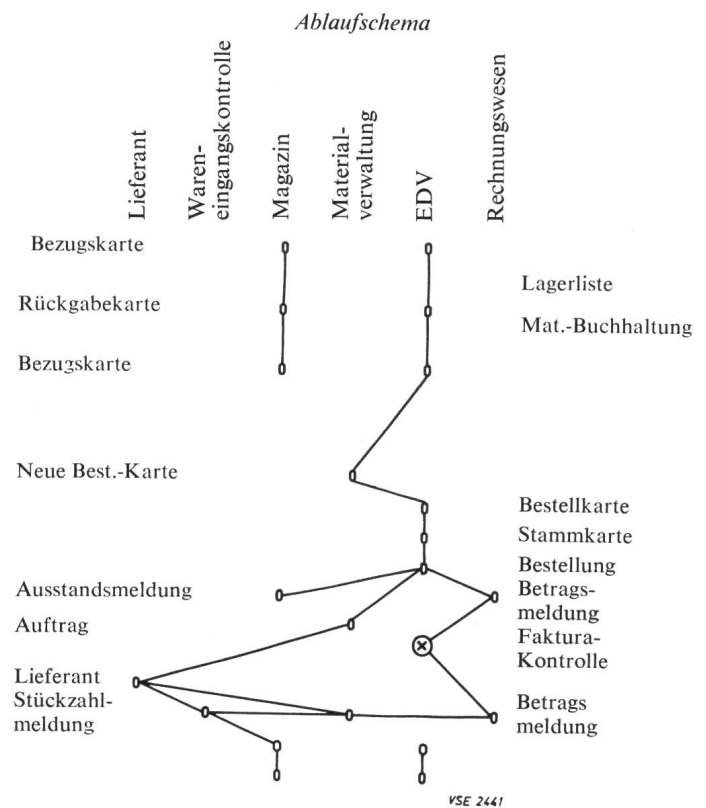 Ablaufschema
Lieferant
Waren-
eingangskontrolle
Magazin
Material-
verwaltung
EDV
Rechnungswesen
Bezugskarte
Lagerliste
Rückgabekarte
Mat.-Buchhaltung
Bezugskarte
Neue Best.-Karte
Bestellkarte
Stammkarte
Bestellung
Ausstandsmeldung
Betrags-
meldung
Auftrag
Faktura-
Kontrolle
Lieferant
Stückzahl-
meldung
Betrags
meldung
VSE 2441